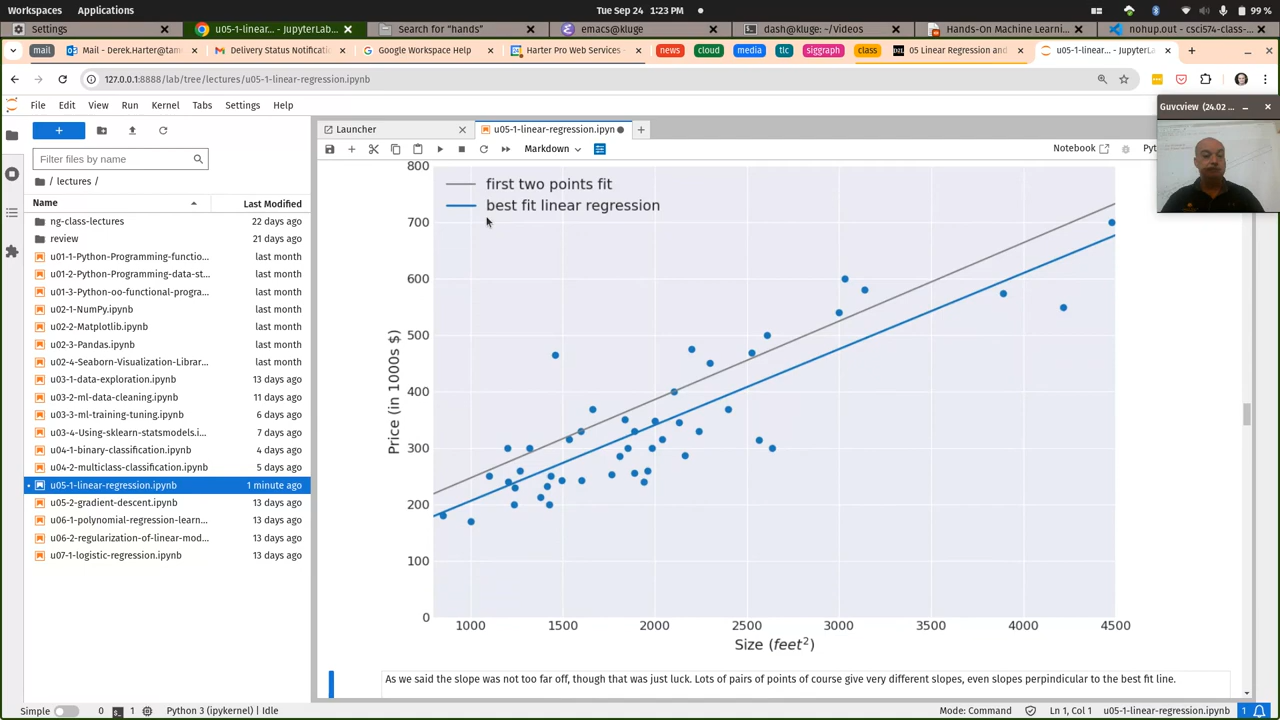 Workspaces
Applications
Tue Sep 24
1:23 PM
99 %
Settings
u05-1-linear-regression.ipynb - JupyterLab
Search for "hands"
emacs@kluge
dash@kluge: ~/Videos
Hands-On Machine Learning
nohup.out - csci574-class-
mail
Mail - Derek.Harter@tam
Delivery Status Notificati
Google Workspace Help
Harter Pro Web Services -
news
cloud
media
tlc
siggraph
class
D2L
05 Linear Regression and
u05-1-linear... - JupyterL
127.0.0.1:8888/lab/tree/lectures/u05-1-linear-regression.ipynb
File
Edit
View
Run
Kernel
Tabs
Settings
Help
Guvcview (24.02
Launcher
u05-1-linear-regression.ipyn
Filter files by name
Markdown
Notebook
Pyt
/ lectures /
Name
Last Modified
ng-class-lectures 22 days ago
review 21 days ago
u01-1-Python-Programming-functio... last month
u01-2-Python-Programming-data-st... last month
u01-3-Python-oo-functional-progra... last month
u02-1-NumPy.ipynb last month
u02-2-Matplotlib.ipynb last month
u02-3-Pandas.ipynb last month
u02-4-Seaborn-Visualization-Librar... last month
u03-1-data-exploration.ipynb 13 days ago
u03-2-ml-data-cleaning.ipynb 11 days ago
u03-3-ml-training-tuning.ipynb 6 days ago
u03-4-Using-sklearn-statsmodels.i... 7 days ago
u04-1-binary-classification.ipynb 4 days ago
u04-2-multiclass-classification.ipynb 5 days ago
u05-1-linear-regression.ipynb 1 minute ago
u05-2-gradient-descent.ipynb 13 days ago
u06-1-polynomial-regression-learn... 13 days ago
u06-2-regularization-of-linear-mod... 13 days ago
u07-1-logistic-regression.ipynb 13 days ago
first two points fit
best fit linear regression
800
700
600
500
400
300
200
100
0
Price (in 1000s $)
1000 1500 2000 2500 3000 3500 4000 4500
Size (feet²)
As we said the slope was not too far off, though that was just luck. Lots of pairs of points of course give very different slopes, even slopes perpindicular to the best fit line.
Simple
0
1
Python 3 (ipykernel) | Idle
Mode: Command
Ln 1, Col 1
u05-1-linear-regression.ipynb
1